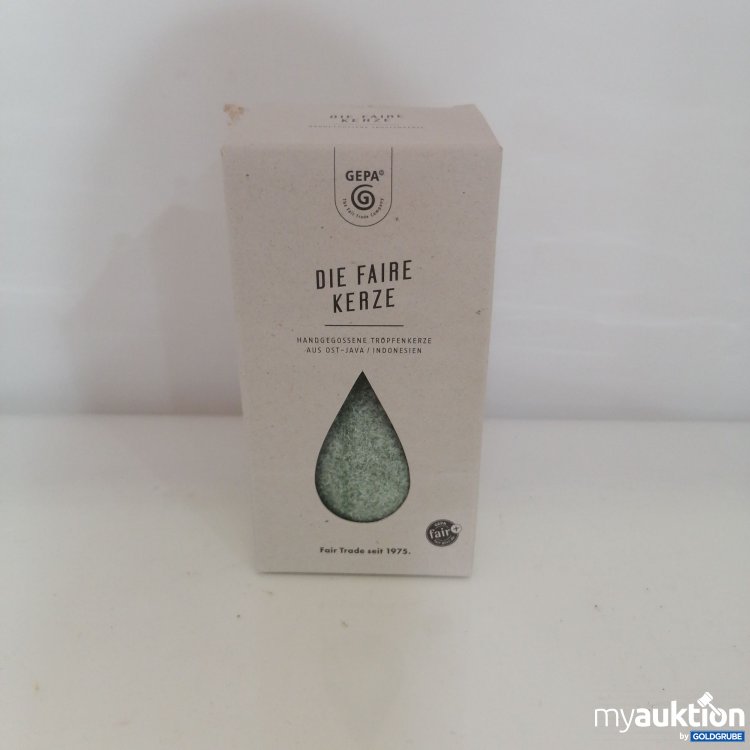 DIE FAIRE
KERZE
GEPA
The Fair Trade Company
DIE FAIRE
KERZE
HANDGEGOSSENE TROPFENKERZE
AUS OST-JAVA / INDONESIEN
GEPA
fair +
Fair Trade seit 1975.
myauktion
by GOLDGRUBE